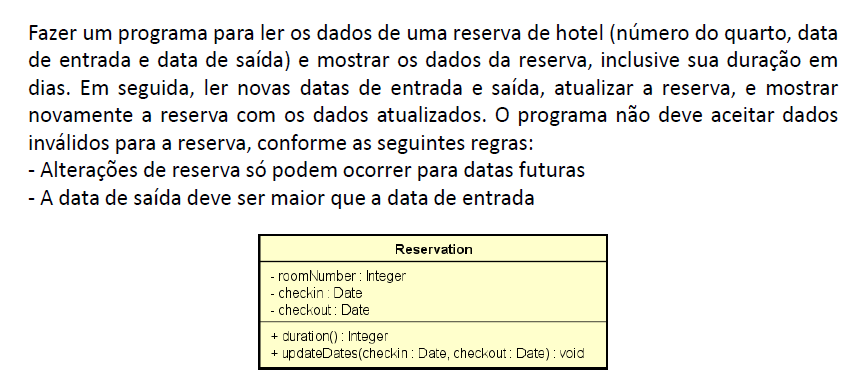 Fazer um programa para ler os dados de uma reserva de hotel (número do quarto, data
de entrada e data de saída) e mostrar os dados da reserva, inclusive sua duração em
dias. Em seguida, ler novas datas de entrada e saída, atualizar a reserva, e mostrar
novamente a reserva com os dados atualizados. O programa não deve aceitar dados
inválidos para a reserva, conforme as seguintes regras:
- Alterações de reserva só podem ocorrer para datas futuras
- A data de saída deve ser maior que a data de entrada
Reservation
- roomNumber : Integer
- checkin : Date
- checkout : Date
+ duration() : Integer
+ updateDates(checkin : Date, checkout : Date) : void